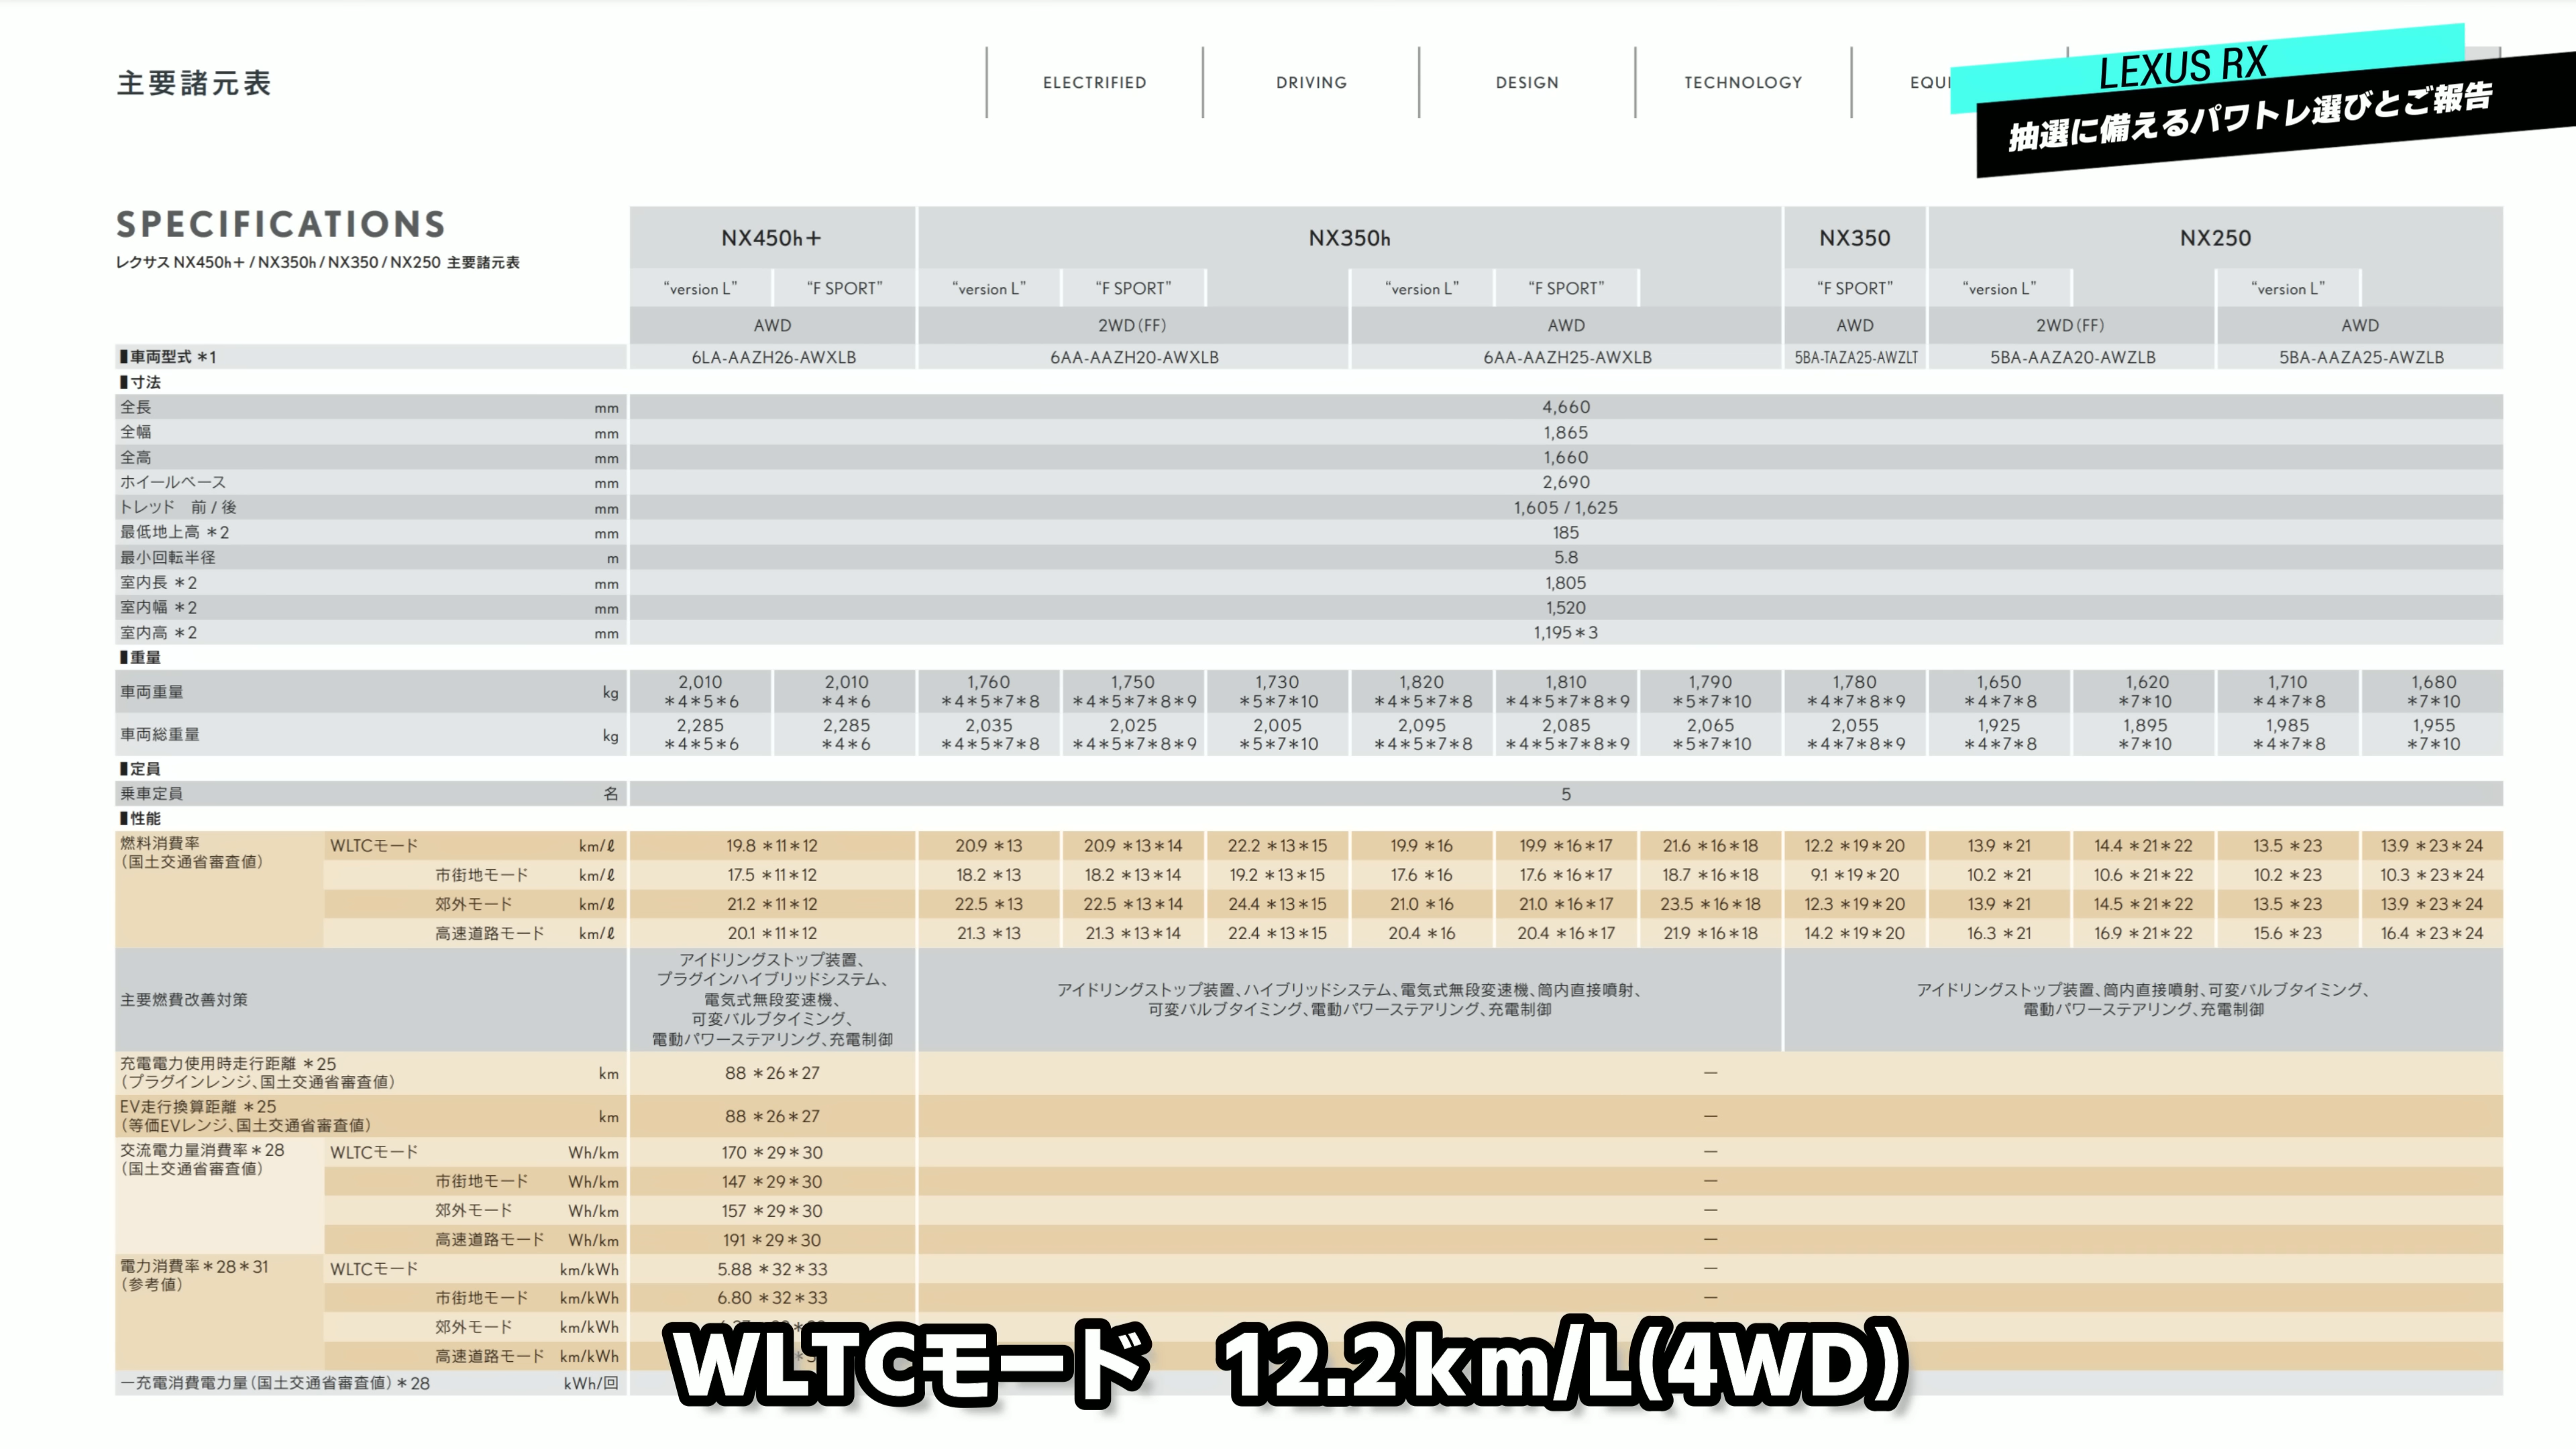 主要諸元表
ELECTRIFIED
DRIVING
DESIGN
TECHNOLOGY
LEXUS RX
抽選に備えるパワトレ選びとご報告
SPECIFICATIONS
レクサス NX450h+ / NX350h / NX350 / NX250 主要諸元表
NX450h+ NX350h NX350 NX250
"version L" "F SPORT" "version L" "F SPORT" "version L" "F SPORT" "F SPORT" "version L" "version L"
AWD 2WD(FF) AWD AWD 2WD(FF) AWD
▮車両型式 *1 6LA-AAZH26-AWXLB 6AA-AAZH20-AWXLB 6AA-AAZH25-AWXLB 5BA-TAZA25-AWZLT 5BA-AAZA20-AWZLB 5BA-AAZA25-AWZLB
▮寸法
全長 mm 4,660
全幅 mm 1,865
全高 mm 1,660
ホイールベース mm 2,690
トレッド 前 / 後 mm 1,605 / 1,625
最低地上高 *2 mm 185
最小回転半径 m 5.8
室内長 *2 mm 1,805
室内幅 *2 mm 1,520
室内高 *2 mm 1,195*3
▮重量
車両重量 kg 2,010 2,010 1,760 1,750 1,730 1,820 1,810 1,790 1,780 1,650 1,620 1,710 1,680
*4*5*6 *4*6 *4*5*7*8 *4*5*7*8*9 *5*7*10 *4*5*7*8 *4*5*7*8*9 *5*7*10 *4*7*8*9 *4*7*8 *7*10 *4*7*8 *7*10
車両総重量 kg 2,285 2,285 2,035 2,025 2,005 2,095 2,085 2,065 2,055 1,925 1,895 1,985 1,955
*4*5*6 *4*6 *4*5*7*8 *4*5*7*8*9 *5*7*10 *4*5*7*8 *4*5*7*8*9 *5*7*10 *4*7*8*9 *4*7*8 *7*10 *4*7*8 *7*10
▮定員
乗車定員 名 5
▮性能
燃料消費率
(国土交通省審査値)
WLTCモード km/ℓ 19.8 *11*12 20.9 *13 20.9 *13*14 22.2 *13*15 19.9 *16 19.9 *16*17 21.6 *16*18 12.2 *19*20 13.9 *21 14.4 *21*22 13.5 *23 13.9 *23*24
市街地モード km/ℓ 17.5 *11*12 18.2 *13 18.2 *13*14 19.2 *13*15 17.6 *16 17.6 *16*17 18.7 *16*18 9.1 *19*20 10.2 *21 10.6 *21*22 10.2 *23 10.3 *23*24
郊外モード km/ℓ 21.2 *11*12 22.5 *13 22.5 *13*14 24.4 *13*15 21.0 *16 21.0 *16*17 23.5 *16*18 12.3 *19*20 13.9 *21 14.5 *21*22 13.5 *23 13.9 *23*24
高速道路モード km/ℓ 20.1 *11*12 21.3 *13 21.3 *13*14 22.4 *13*15 20.4 *16 20.4 *16*17 21.9 *16*18 14.2 *19*20 16.3 *21 16.9 *21*22 15.6 *23 16.4 *23*24
主要燃費改善対策
アイドリングストップ装置、
プラグインハイブリッドシステム、
電気式無段変速機、
可変バルブタイミング、
電動パワーステアリング、充電制御
アイドリングストップ装置、ハイブリッドシステム、電気式無段変速機、筒内直接噴射、
可変バルブタイミング、電動パワーステアリング、充電制御
アイドリングストップ装置、筒内直接噴射、可変バルブタイミング、
電動パワーステアリング、充電制御
充電電力使用時走行距離 *25
(プラグインレンジ、国土交通省審査値) km 88 *26*27 —
EV走行換算距離 *25
(等価EVレンジ、国土交通省審査値) km 88 *26*27 —
交流電力量消費率*28
(国土交通省審査値)
WLTCモード Wh/km 170 *29*30 —
市街地モード Wh/km 147 *29*30 —
郊外モード Wh/km 157 *29*30 —
高速道路モード Wh/km 191 *29*30 —
電力消費率*28*31
(参考値)
WLTCモード km/kWh 5.88 *32*33 —
市街地モード km/kWh 6.80 *32*33 —
郊外モード km/kWh
高速道路モード km/kWh
一充電消費電力量(国土交通省審査値)*28 kWh/回
WLTCモード 12.2km/L(4WD)